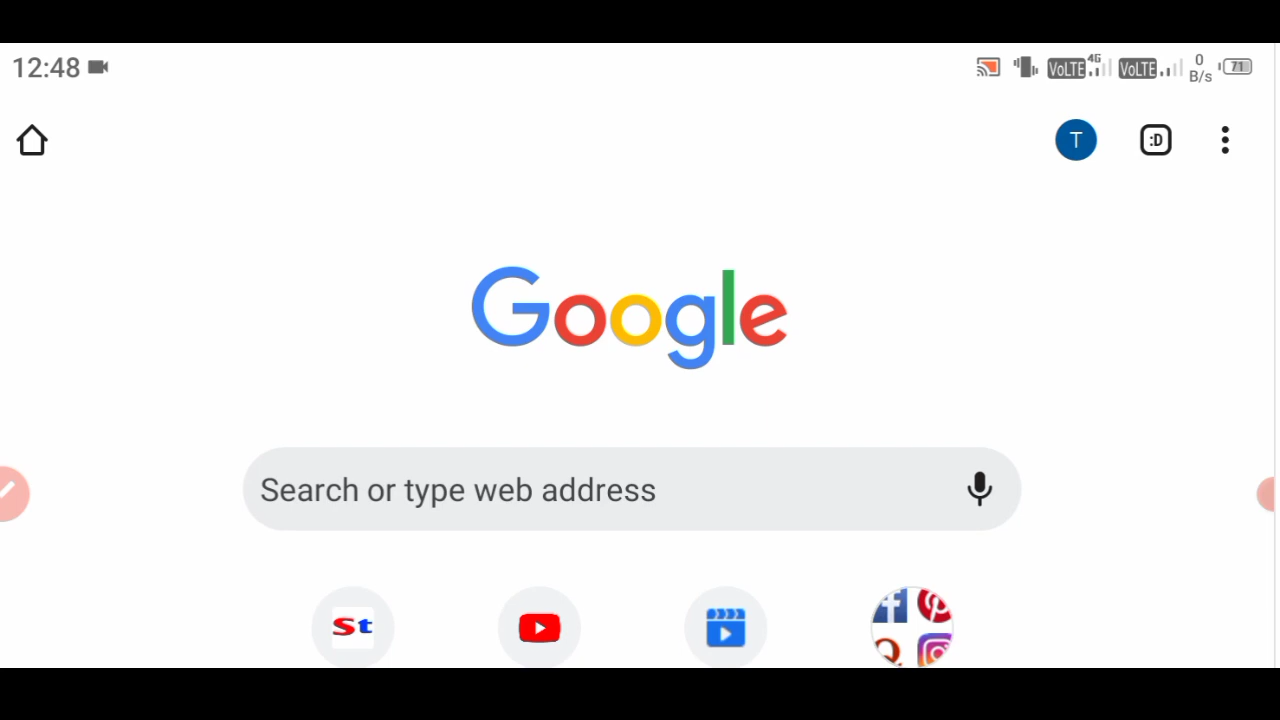 12:48
VoLTE 4G VoLTE 0 B/s 71
T :D
Google
Search or type web address
St